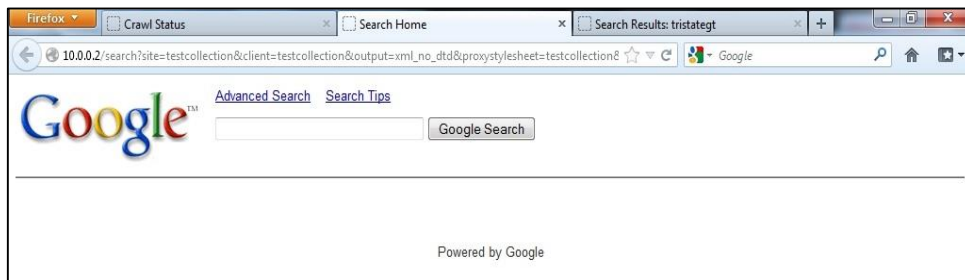 Firefox
Crawl Status
Search Home
Search Results: tristategt
10.0.0.2/search?site=testcollection&client=testcollection&output=xml_no_dtd&proxystylesheet=testcollection&
Google
Google™
Advanced Search Search Tips
Google Search
Powered by Google